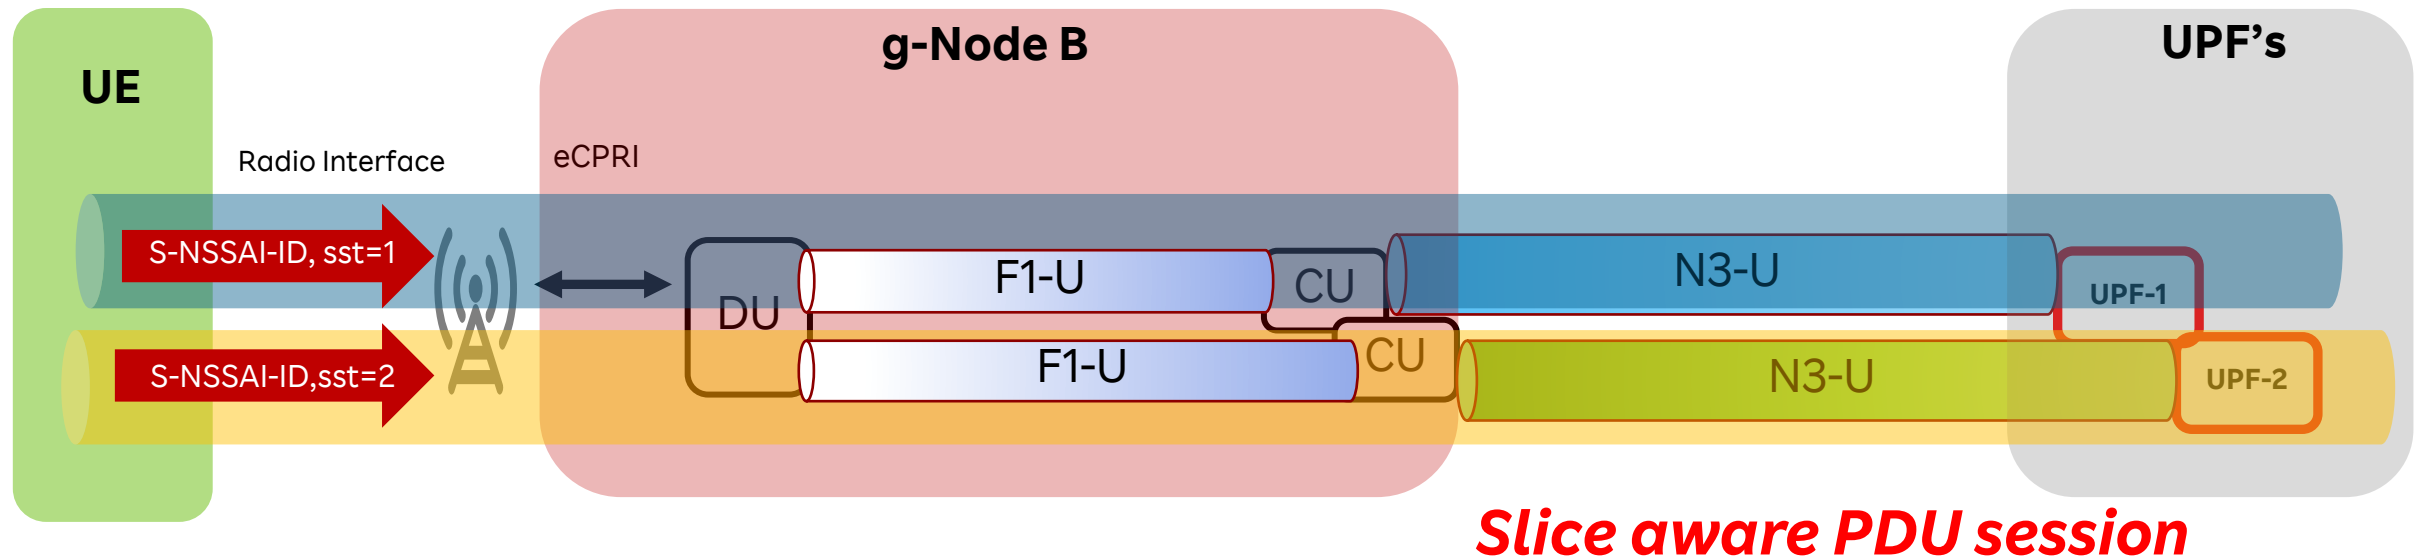 UE
g-Node B
UPF’s
Radio Interface
eCPRI
S-NSSAI-ID, sst=1
DU
F1-U
CU
N3-U
UPF-1
S-NSSAI-ID,sst=2
F1-U
CU
N3-U
UPF-2
Slice aware PDU session